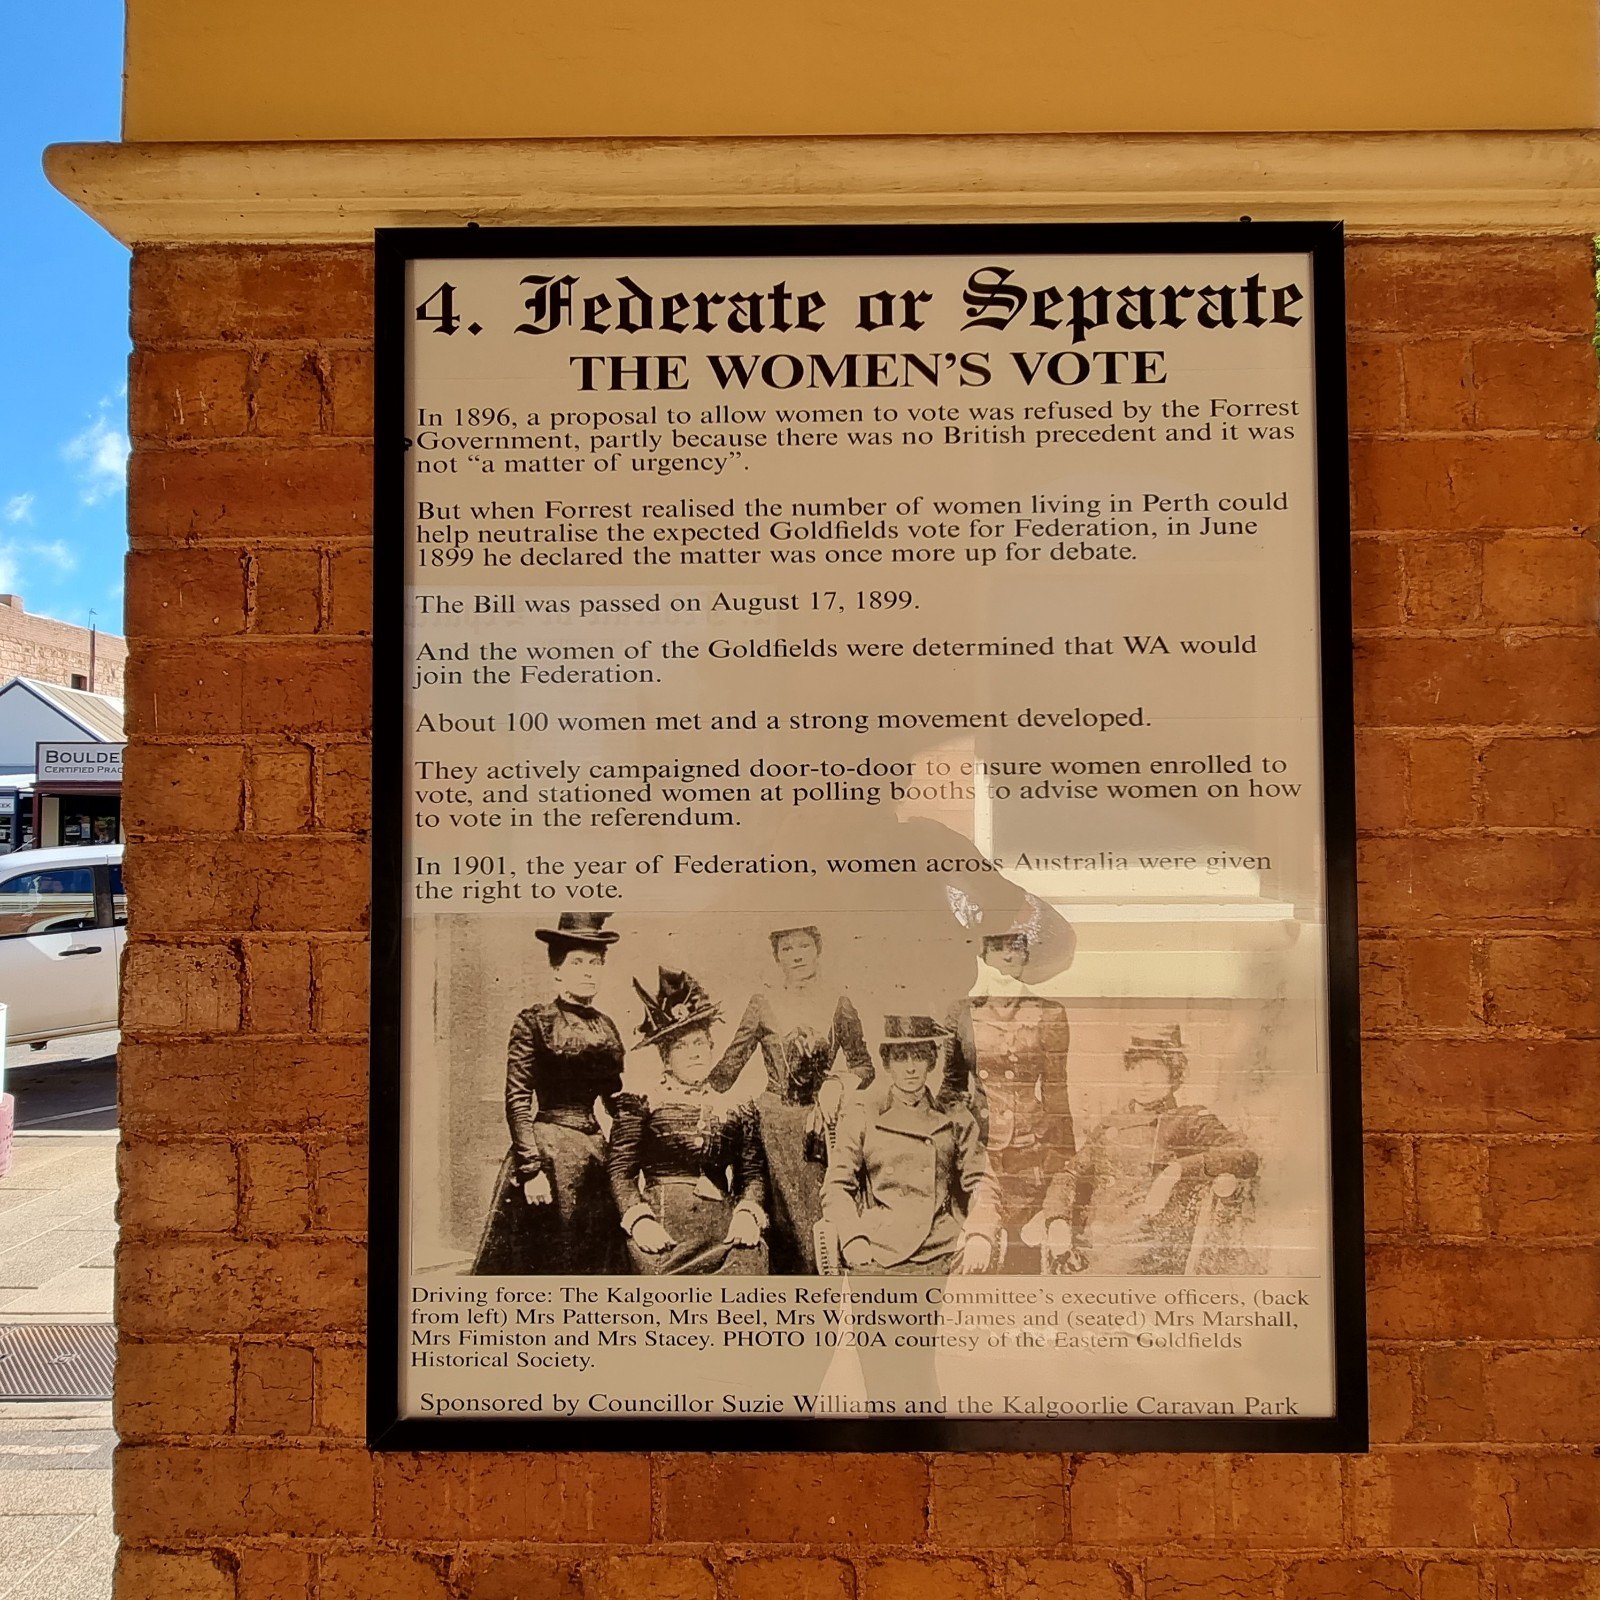 4. Federate or Separate
THE WOMEN'S VOTE
In 1896, a proposal to allow women to vote was refused by the Forrest
Government, partly because there was no British precedent and it was
not “a matter of urgency”.
But when Forrest realised the number of women living in Perth could
help neutralise the expected Goldfields vote for Federation, in June
1899 he declared the matter was once more up for debate.
The Bill was passed on August 17, 1899.
And the women of the Goldfields were determined that WA would
join the Federation.
About 100 women met and a strong movement developed.
They actively campaigned door-to-door to ensure women enrolled to
vote, and stationed women at polling booths to advise women on how
to vote in the referendum.
In 1901, the year of Federation, women across Australia were given
the right to vote.
Driving force: The Kalgoorlie Ladies Referendum Committee's executive officers, (back
from left) Mrs Patterson, Mrs Beel, Mrs Wordsworth-James and (seated) Mrs Marshall,
Mrs Fimiston and Mrs Stacey. PHOTO 10/20A courtesy of the Eastern Goldfields
Historical Society.
Sponsored by Councillor Suzie Williams and the Kalgoorlie Caravan Park
BOULDE
CERTIFIED PRAC